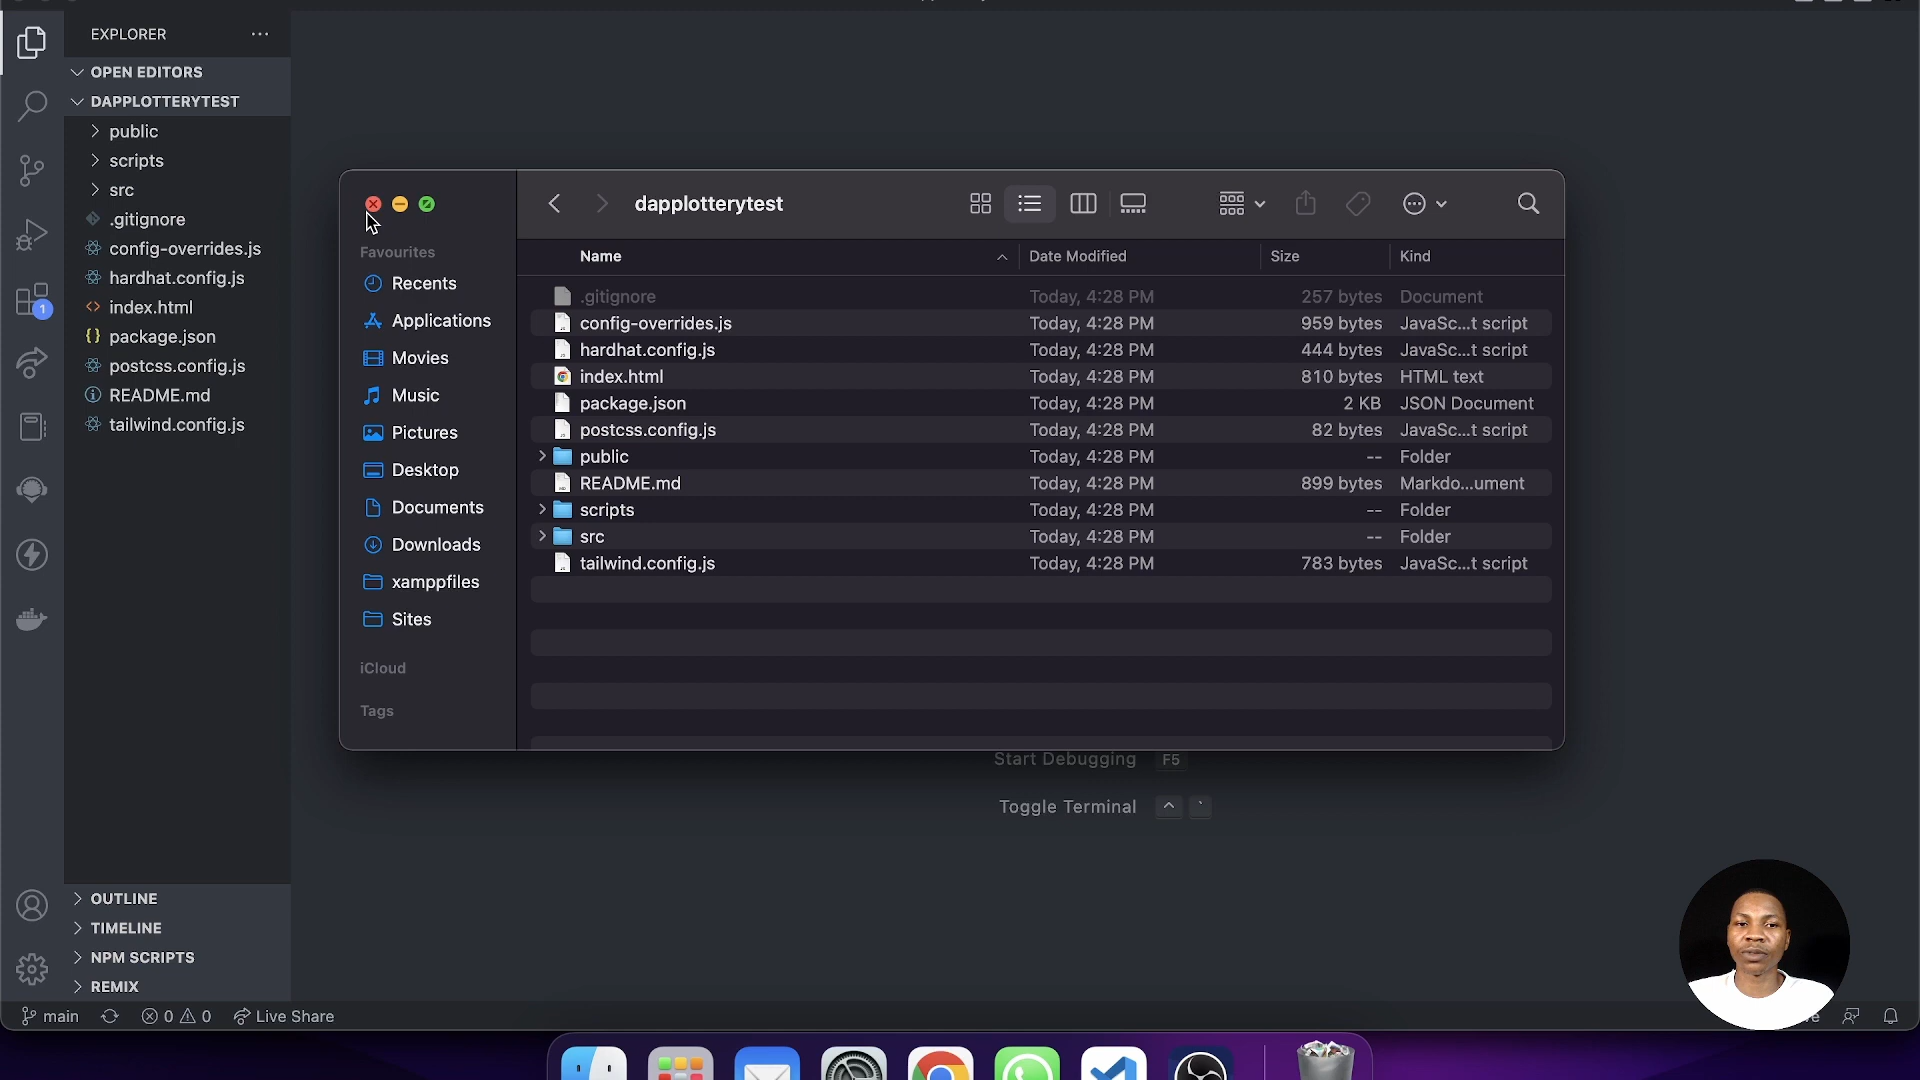 EXPLORER
OPEN EDITORS
DAPPLOTTERYTEST
public
scripts
src
.gitignore
config-overrides.js
hardhat.config.js
index.html
package.json
postcss.config.js
README.md
tailwind.config.js
1
OUTLINE
TIMELINE
NPM SCRIPTS
REMIX
main
0 0
Live Share
Favourites
Recents
Applications
Movies
Music
Pictures
Desktop
Documents
Downloads
xamppfiles
Sites
iCloud
Tags
dapplotterytest
Name Date Modified Size Kind
.gitignore Today, 4:28 PM 257 bytes Document
config-overrides.js Today, 4:28 PM 959 bytes JavaSc...t script
hardhat.config.js Today, 4:28 PM 444 bytes JavaSc...t script
index.html Today, 4:28 PM 810 bytes HTML text
package.json Today, 4:28 PM 2 KB JSON Document
postcss.config.js Today, 4:28 PM 82 bytes JavaSc...t script
public Today, 4:28 PM -- Folder
README.md Today, 4:28 PM 899 bytes Markdo...ument
scripts Today, 4:28 PM -- Folder
src Today, 4:28 PM -- Folder
tailwind.config.js Today, 4:28 PM 783 bytes JavaSc...t script
Start Debugging F5
Toggle Terminal ^ `